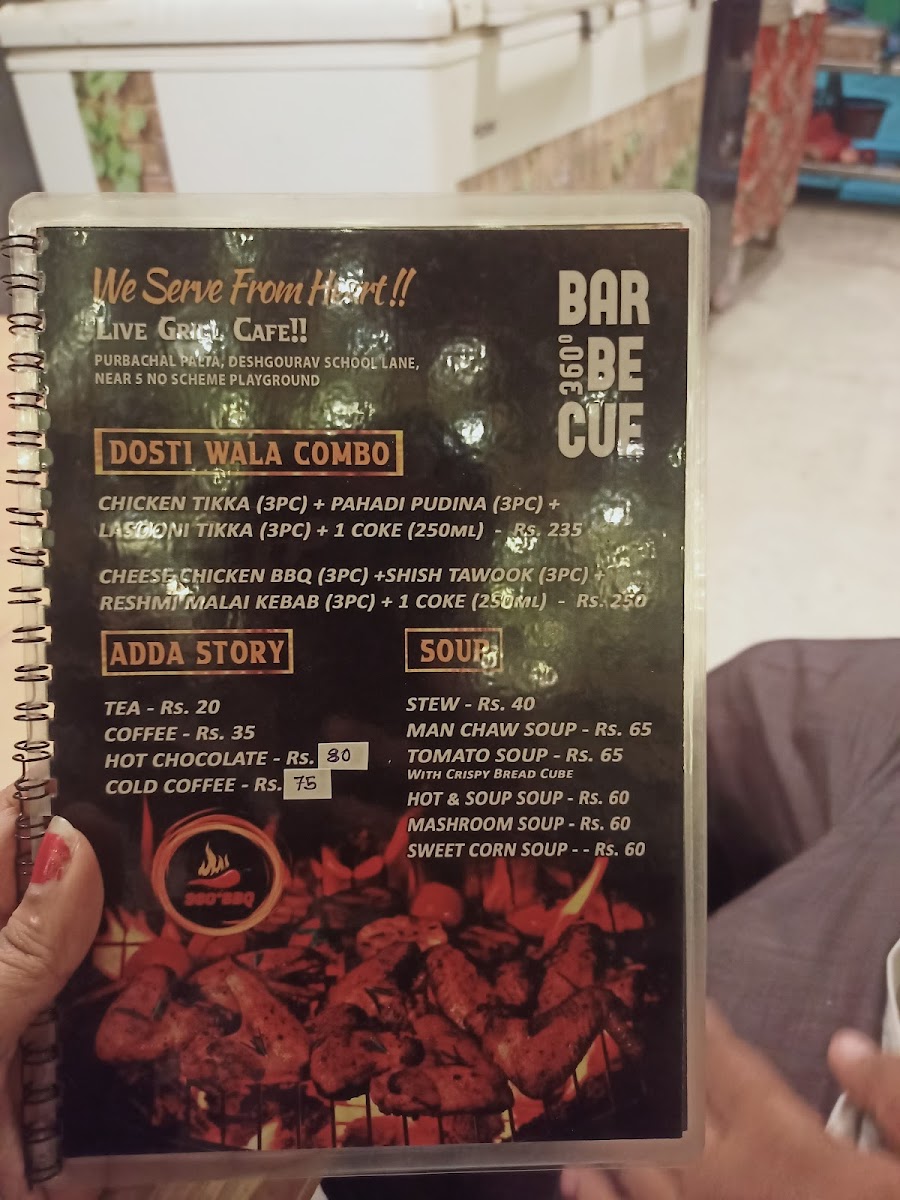 We Serve From Heart !!
Live Grill Cafe!!
PURBACHAL PALTA, DESHGOURAV SCHOOL LANE,
NEAR 5 NO SCHEME PLAYGROUND
BAR
360°
BE
CUE
DOSTI WALA COMBO
CHICKEN TIKKA (3PC) + PAHADI PUDINA (3PC) +
LASOONI TIKKA (3PC) + 1 COKE (250ML) - Rs. 235
CHEESE CHICKEN BBQ (3PC) +SHISH TAWOOK (3PC) +
RESHMI MALAI KEBAB (3PC) + 1 COKE (250ML) - Rs. 250
ADDA STORY
TEA - Rs. 20
COFFEE - Rs. 35
HOT CHOCOLATE - Rs. 80
COLD COFFEE - Rs. 75
SOUP
STEW - Rs. 40
MAN CHAW SOUP - Rs. 65
TOMATO SOUP - Rs. 65
With Crispy Bread Cube
HOT & SOUP SOUP - Rs. 60
MASHROOM SOUP - Rs. 60
SWEET CORN SOUP - - Rs. 60
360°BBQ